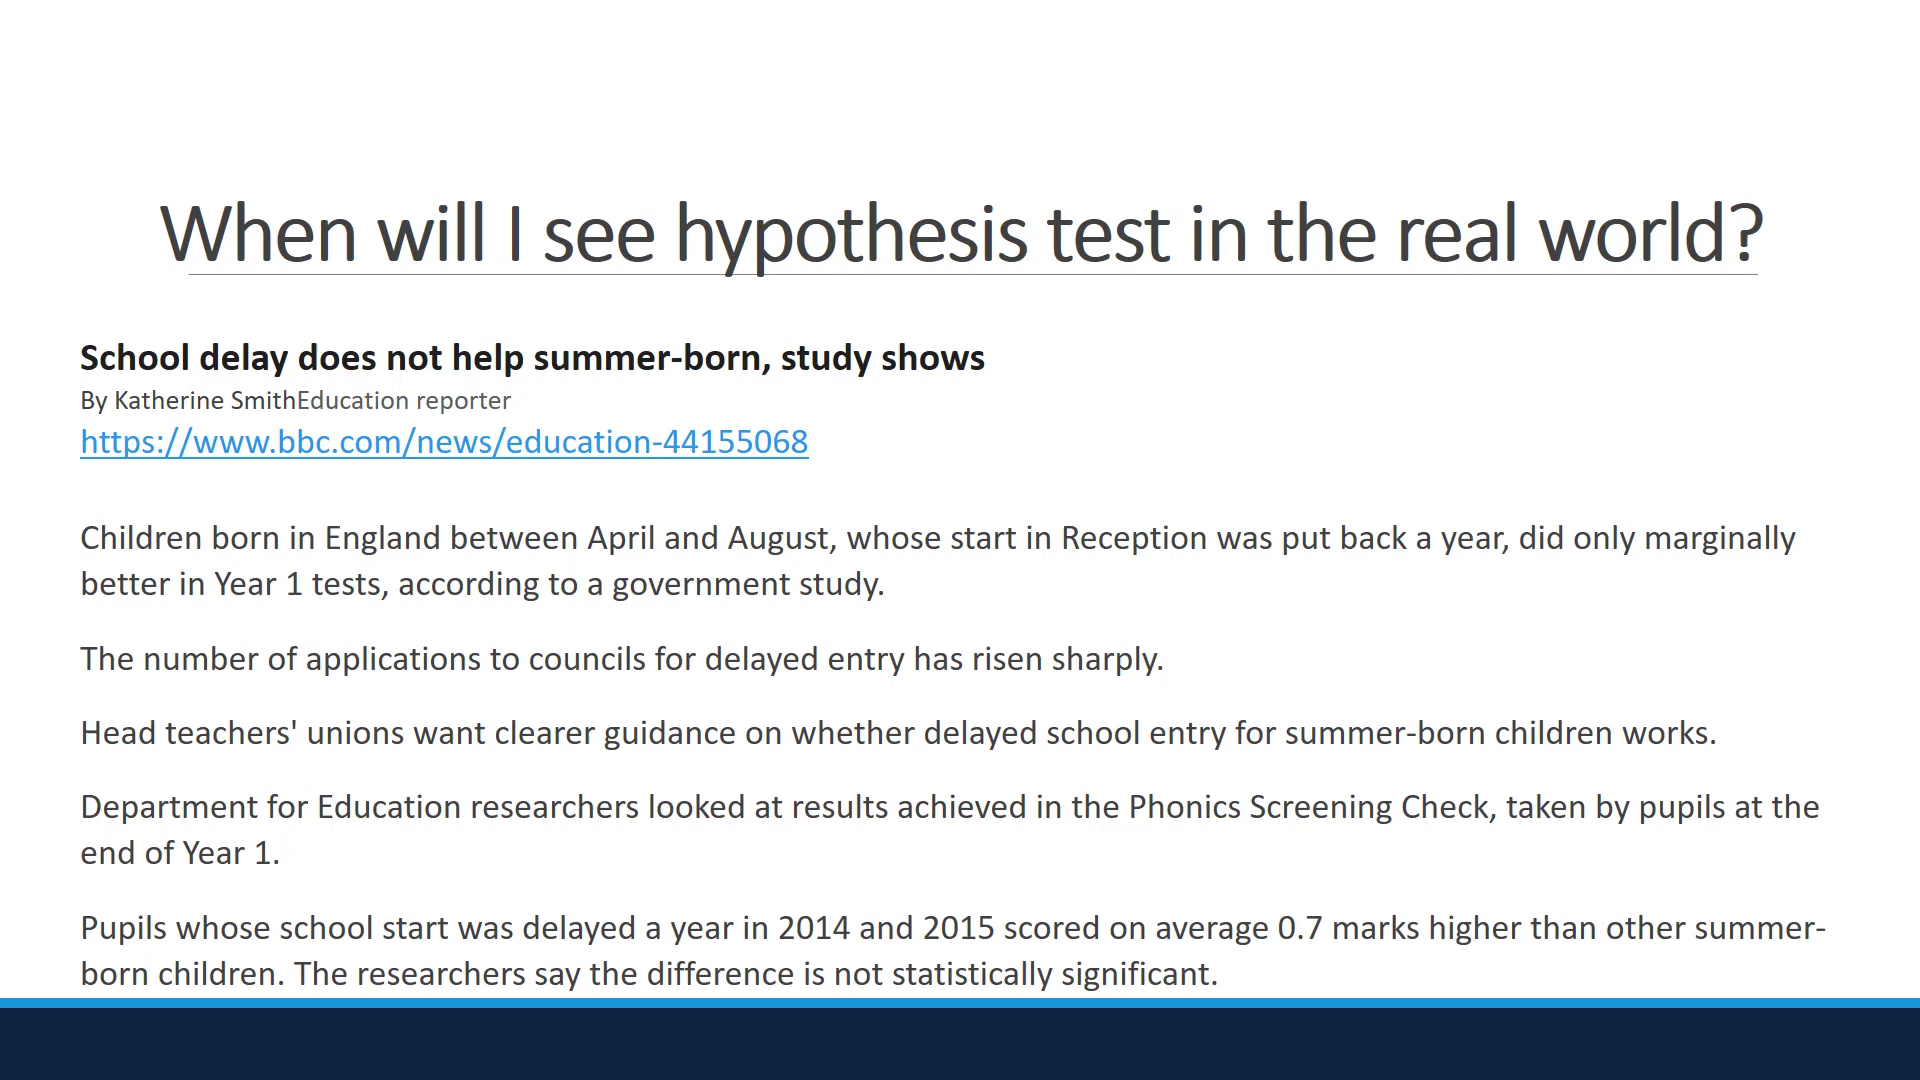 When will I see hypothesis test in the real world?
School delay does not help summer-born, study shows
By Katherine SmithEducation reporter
https://www.bbc.com/news/education-44155068
Children born in England between April and August, whose start in Reception was put back a year, did only marginally
better in Year 1 tests, according to a government study.
The number of applications to councils for delayed entry has risen sharply.
Head teachers' unions want clearer guidance on whether delayed school entry for summer-born children works.
Department for Education researchers looked at results achieved in the Phonics Screening Check, taken by pupils at the
end of Year 1.
Pupils whose school start was delayed a year in 2014 and 2015 scored on average 0.7 marks higher than other summer-
born children. The researchers say the difference is not statistically significant.